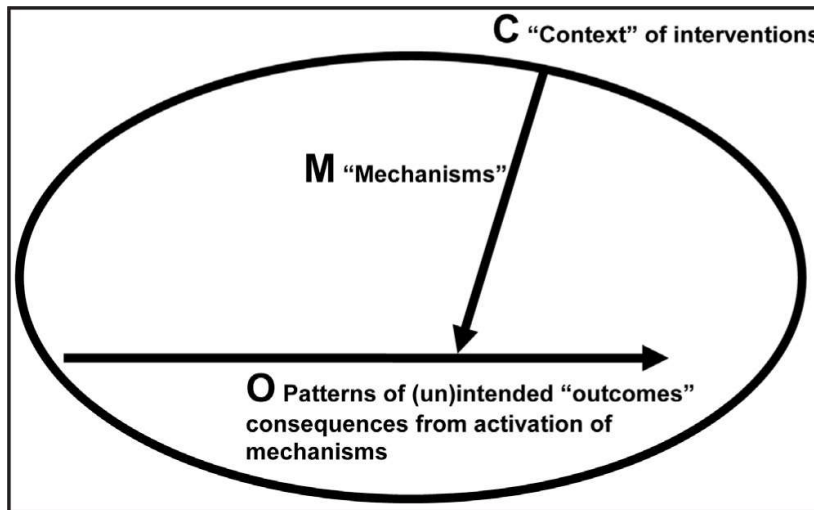 C “Context” of interventions
M “Mechanisms”
O Patterns of (un)intended “outcomes”
consequences from activation of
mechanisms